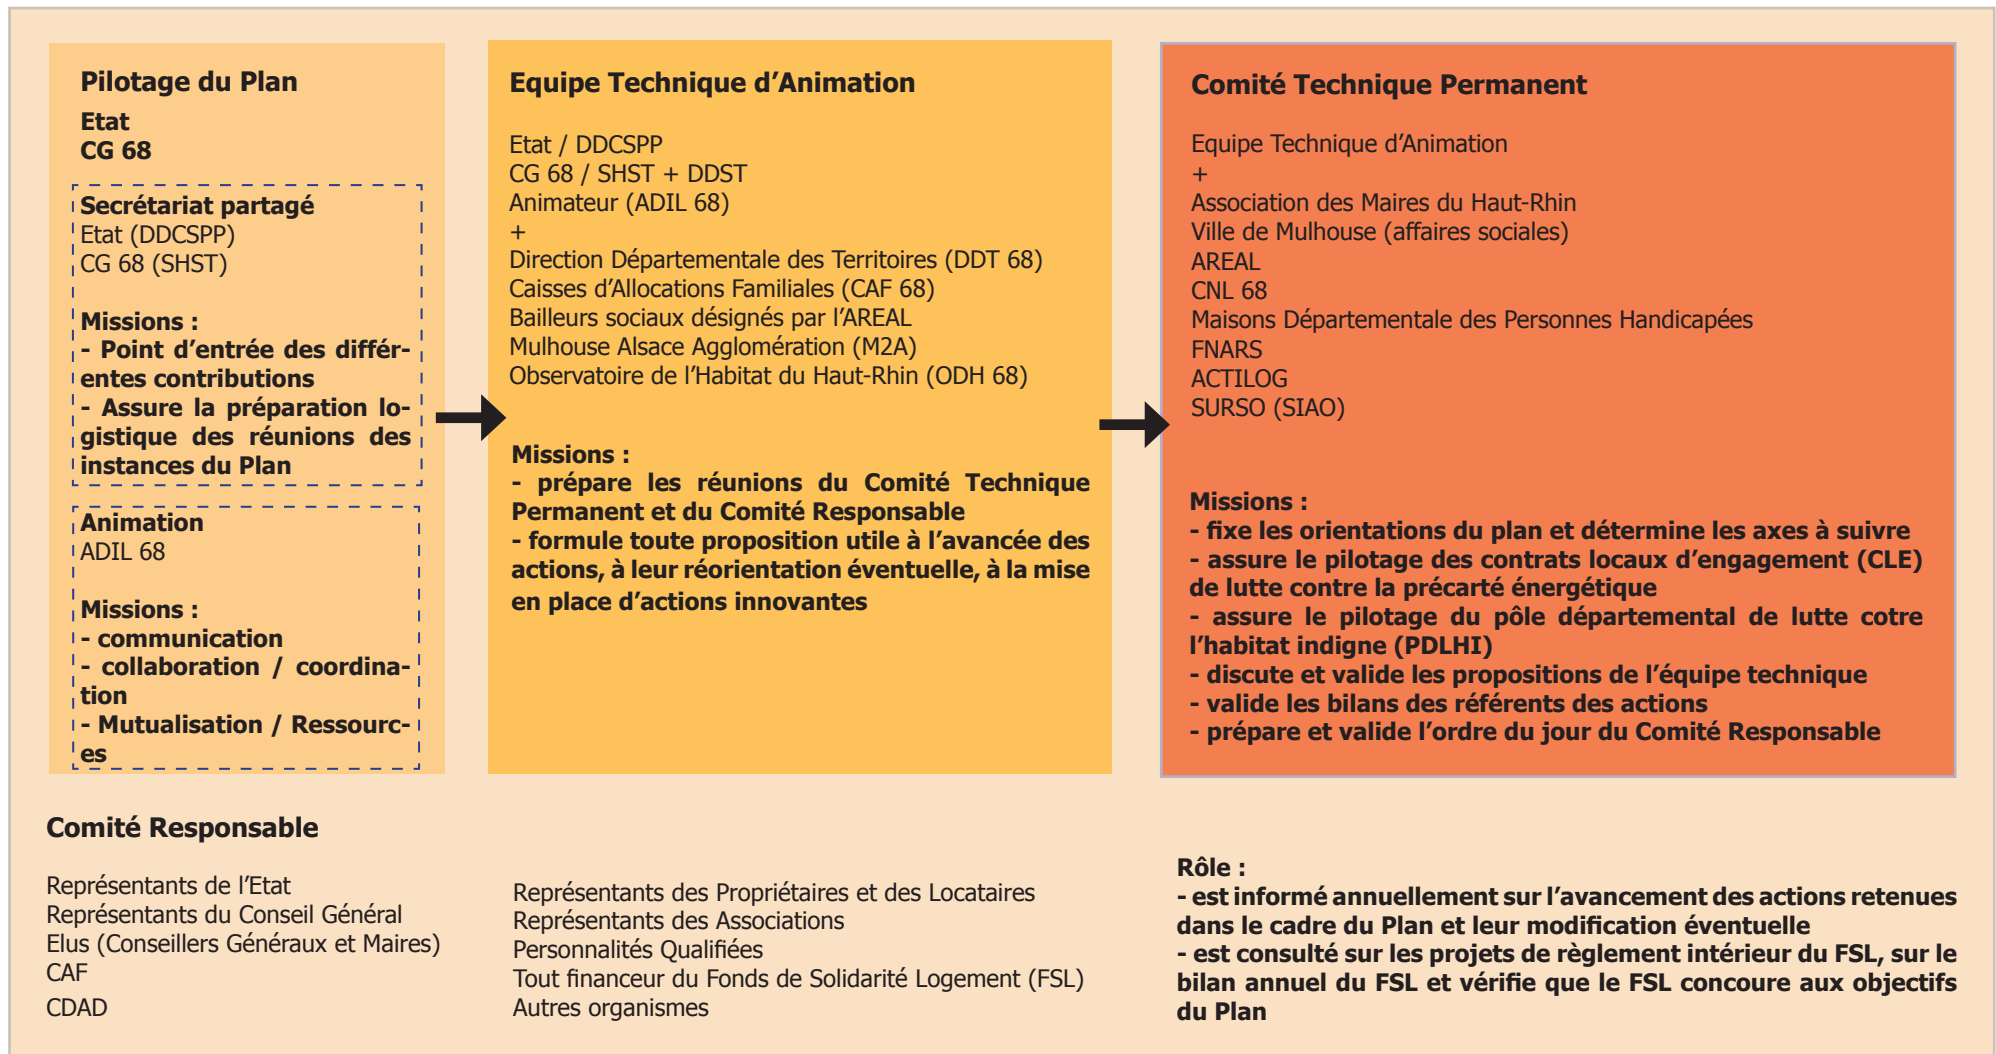 Pilotage du Plan
Etat
CG 68
Secrétariat partagé
Etat (DDCSPP)
CG 68 (SHST)
Missions :
- Point d’entrée des différ-
entes contributions
- Assure la préparation lo-
gistique des réunions des
instances du Plan
Animation
ADIL 68
Missions :
- communication
- collaboration / coordina-
tion
- Mutualisation / Ressourc-
es
Equipe Technique d’Animation
Etat / DDCSPP
CG 68 / SHST + DDST
Animateur (ADIL 68)
+
Direction Départementale des Territoires (DDT 68)
Caisses d’Allocations Familiales (CAF 68)
Bailleurs sociaux désignés par l’AREAL
Mulhouse Alsace Agglomération (M2A)
Observatoire de l’Habitat du Haut-Rhin (ODH 68)
Missions :
- prépare les réunions du Comité Technique
Permanent et du Comité Responsable
- formule toute proposition utile à l’avancée des
actions, à leur réorientation éventuelle, à la mise
en place d’actions innovantes
Comité Technique Permanent
Equipe Technique d’Animation
+
Association des Maires du Haut-Rhin
Ville de Mulhouse (affaires sociales)
AREAL
CNL 68
Maisons Départementale des Personnes Handicapées
FNARS
ACTILOG
SURSO (SIAO)
Missions :
- fixe les orientations du plan et détermine les axes à suivre
- assure le pilotage des contrats locaux d’engagement (CLE)
de lutte contre la précarté énergétique
- assure le pilotage du pôle départemental de lutte cotre
l’habitat indigne (PDLHI)
- discute et valide les propositions de l’équipe technique
- valide les bilans des référents des actions
- prépare et valide l’ordre du jour du Comité Responsable
Comité Responsable
Représentants de l’Etat
Représentants du Conseil Général
Elus (Conseillers Généraux et Maires)
CAF
CDAD
Représentants des Propriétaires et des Locataires
Représentants des Associations
Personnalités Qualifiées
Tout financeur du Fonds de Solidarité Logement (FSL)
Autres organismes
Rôle :
- est informé annuellement sur l’avancement des actions retenues
dans le cadre du Plan et leur modification éventuelle
- est consulté sur les projets de règlement intérieur du FSL, sur le
bilan annuel du FSL et vérifie que le FSL concoure aux objectifs
du Plan